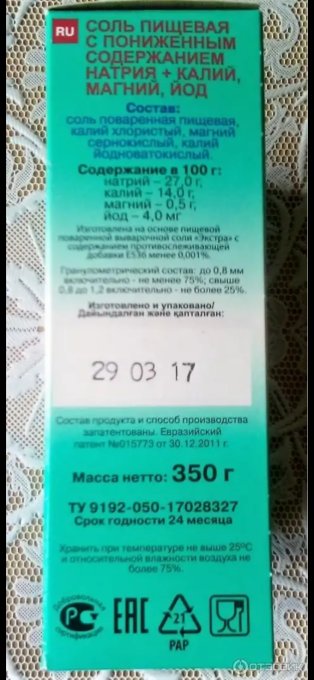 RU
СОЛЬ ПИЩЕВАЯ
С ПОНИЖЕННЫМ
СОДЕРЖАНИЕМ
НАТРИЯ + КАЛИЙ,
МАГНИЙ, ЙОД
Состав:
соль поваренная пищевая,
калий хлористый, магний
сернокислый, калий
йодноватокислый.
Содержание в 100 г:
натрий – 27,0 г,
калий – 14,0 г,
магний – 0,5 г,
йод – 4,0 мг
Изготовлена на основе пищевой
поваренной выварочной соли «Экстра» с
содержанием противослеживающей
добавки Е536 менее 0,001%.
Гранулометрический состав: до 0,8 мм
включительно - не менее 75%; свыше
0,8 до 1,2 включительно - не более 25%.
Изготовлено и упаковано/
Дайындалған және қапталған:
29 03 17
Состав продукта и способ производства
запатентованы. Евразийский
патент №015773 от 30.12.2011 г.
Масса нетто: 350 г
ТУ 9192-050-17028327
Срок годности 24 месяца
Хранить при температуре не выше 25°С
и относительной влажности воздуха не
более 75%.
Добровольная
сертификация
EAC
21
PAP
отзовик